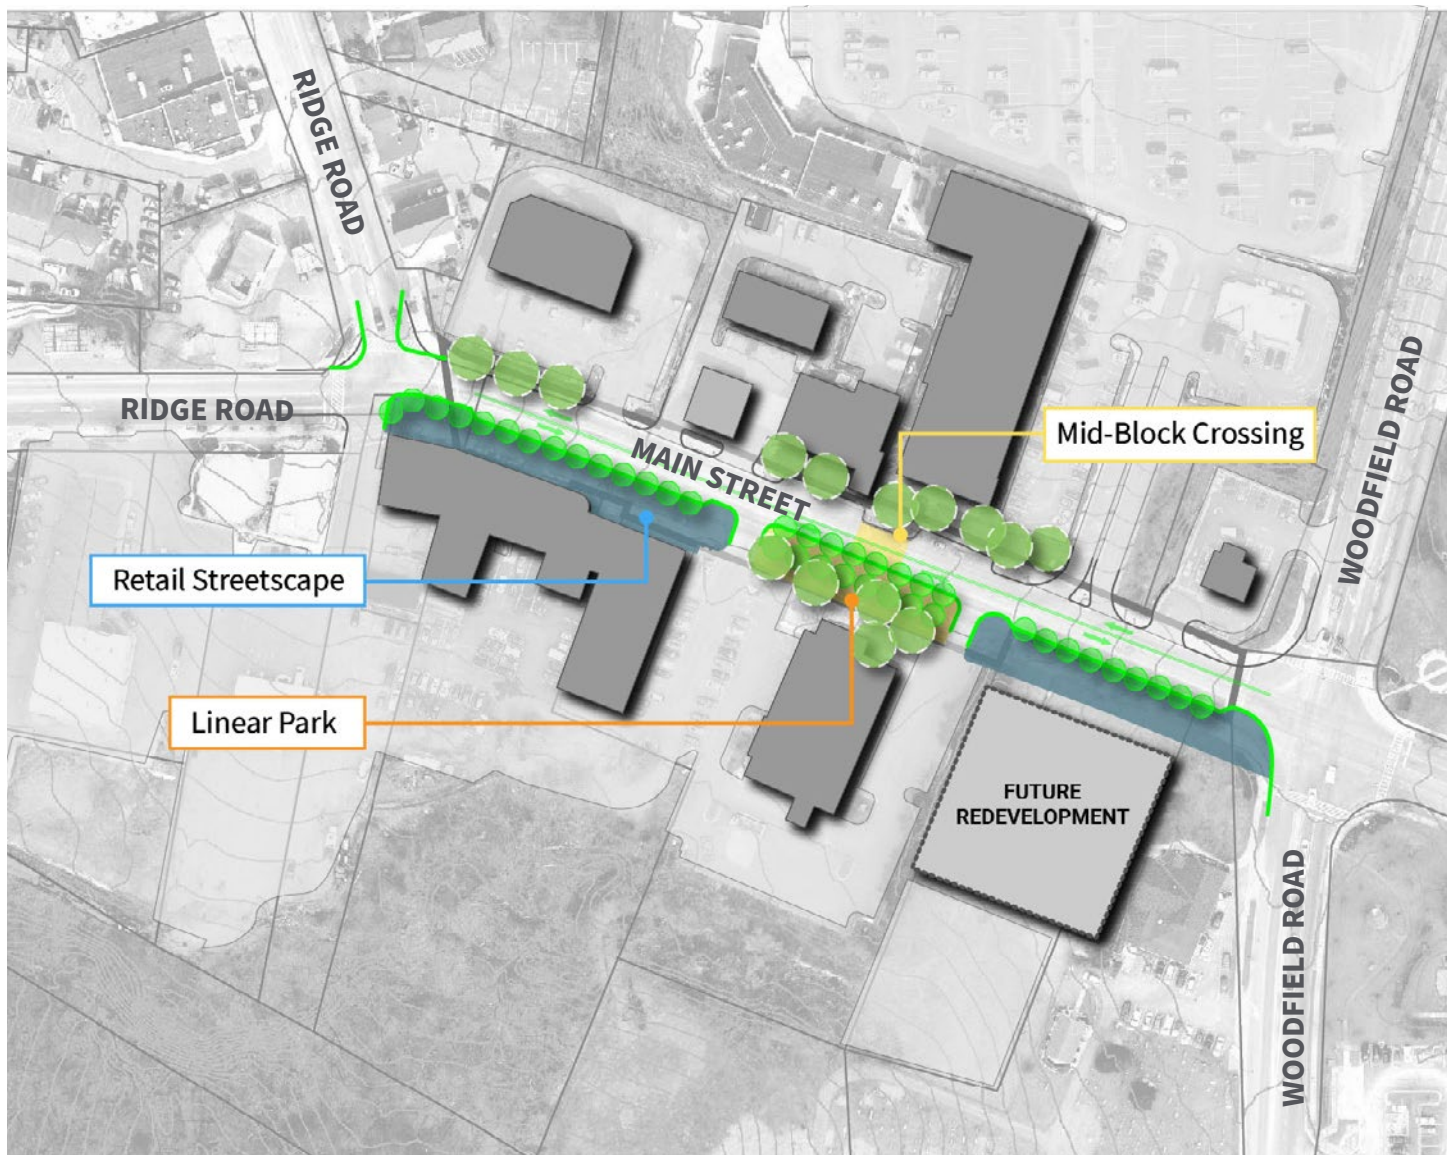 RIDGE ROAD
RIDGE ROAD
MAIN STREET
Mid-Block Crossing
WOODFIELD ROAD
Retail Streetscape
Linear Park
FUTURE
REDEVELOPMENT
WOODFIELD ROAD